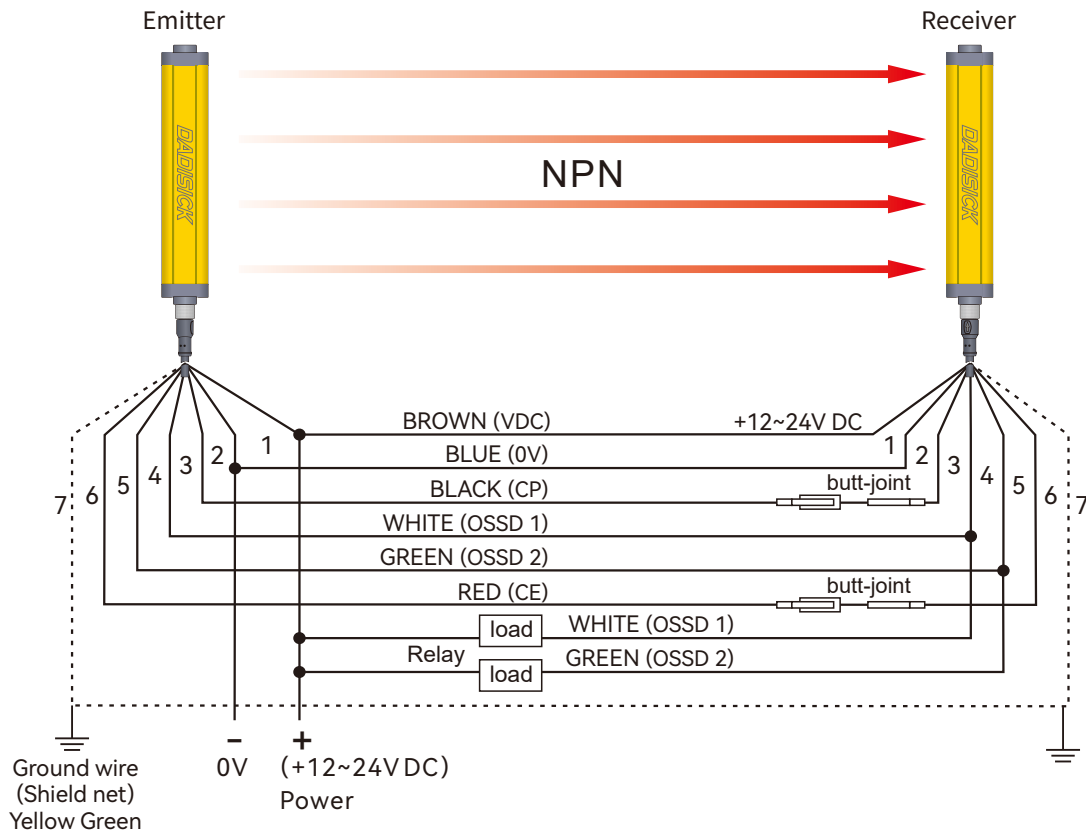 Emitter
Receiver
DADISICK
DADISICK
NPN
BROWN (VDC)
+12~24V DC
BLUE (0V)
BLACK (CP)
butt-joint
WHITE (OSSD 1)
GREEN (OSSD 2)
RED (CE)
butt-joint
load
WHITE (OSSD 1)
Relay
load
GREEN (OSSD 2)
7 6 5 4 3 2 1
1 2 3 4 5 6 7
− +
0V
(+12~24V DC)
Power
Ground wire
(Shield net)
Yellow Green